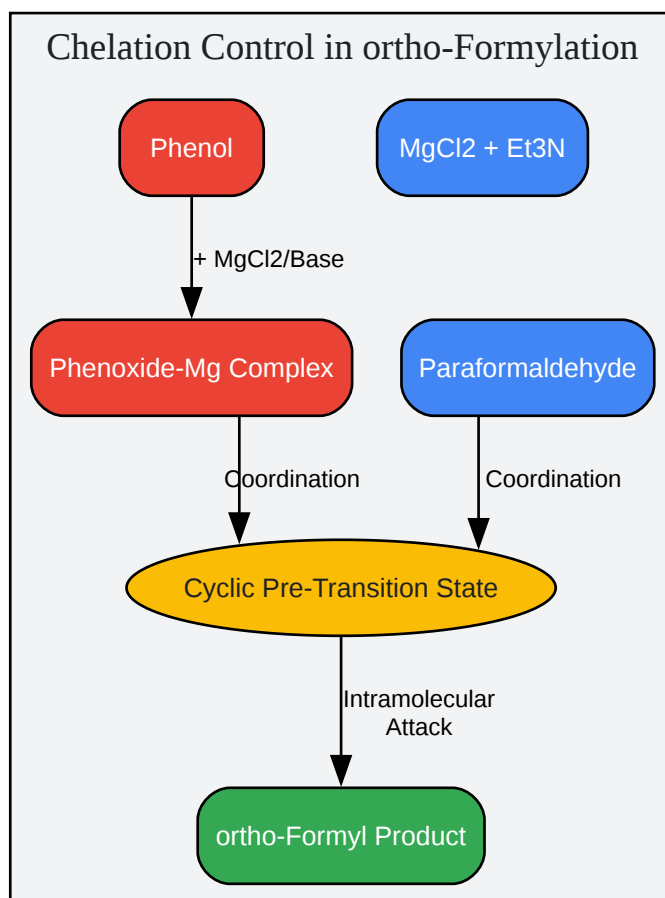 Chelation Control in ortho-Formylation
Phenol
MgCl2 + Et3N
+ MgCl2/Base
Phenoxide-Mg Complex
Paraformaldehyde
Coordination
Coordination
Cyclic Pre-Transition State
Intramolecular
Attack
ortho-Formyl Product